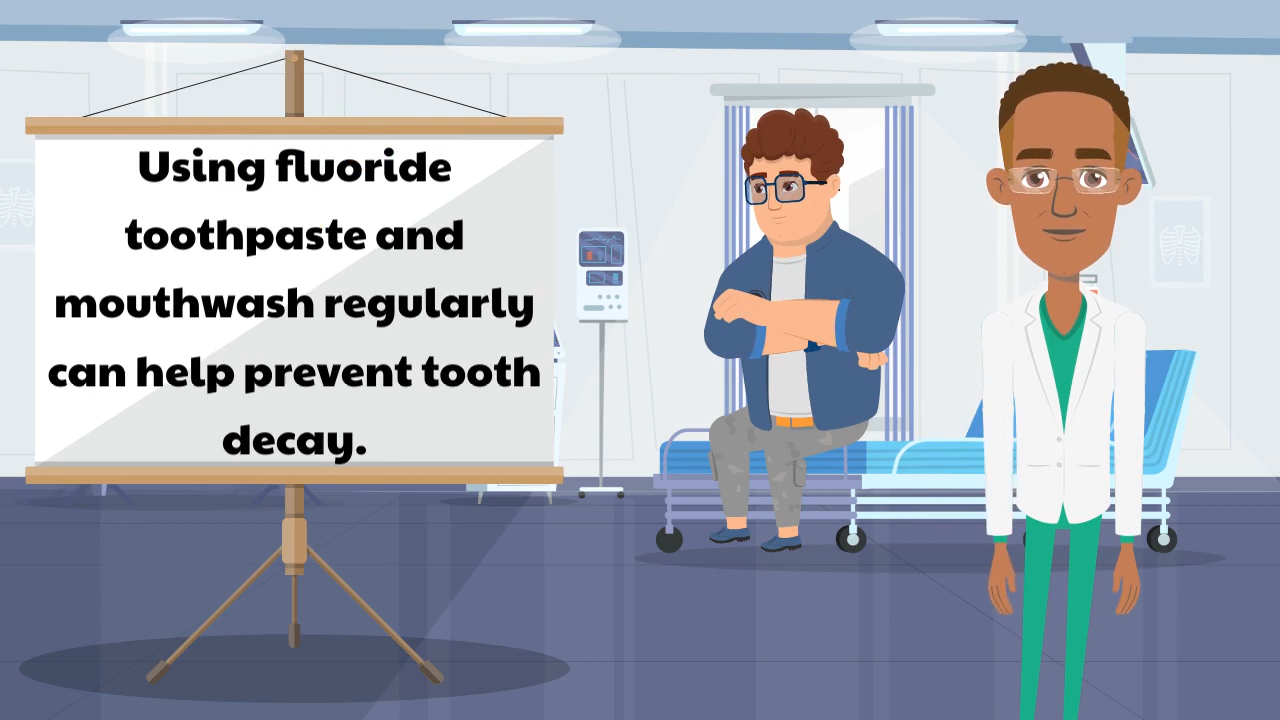 Using fluoride
toothpaste and
mouthwash regularly
can help prevent tooth
decay.